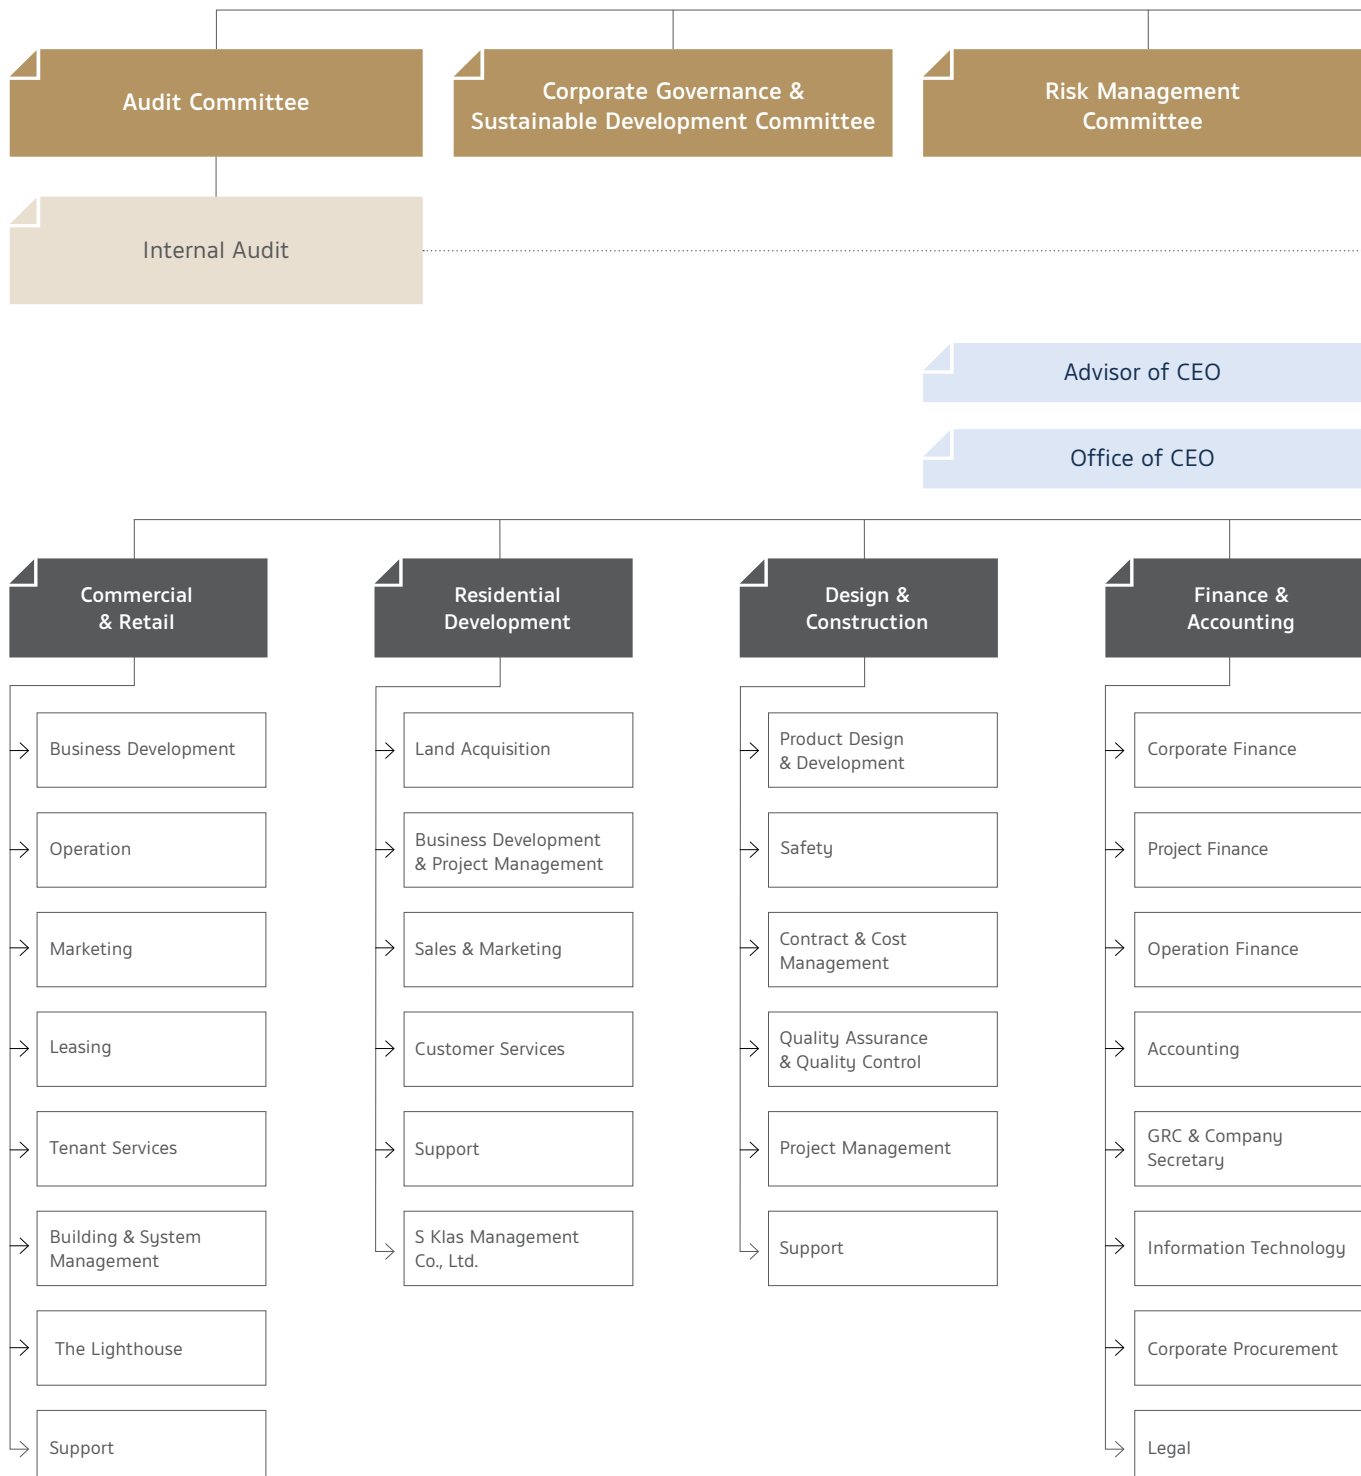 Audit Committee
Corporate Governance &
Sustainable Development Committee
Risk Management
Committee
Internal Audit
Advisor of CEO
Office of CEO
Commercial
& Retail
Business Development
Operation
Marketing
Leasing
Tenant Services
Building & System
Management
The Lighthouse
Support
Residential
Development
Land Acquisition
Business Development
& Project Management
Sales & Marketing
Customer Services
Support
S Klas Management
Co., Ltd.
Design &
Construction
Product Design
& Development
Safety
Contract & Cost
Management
Quality Assurance
& Quality Control
Project Management
Support
Finance &
Accounting
Corporate Finance
Project Finance
Operation Finance
Accounting
GRC & Company
Secretary
Information Technology
Corporate Procurement
Legal